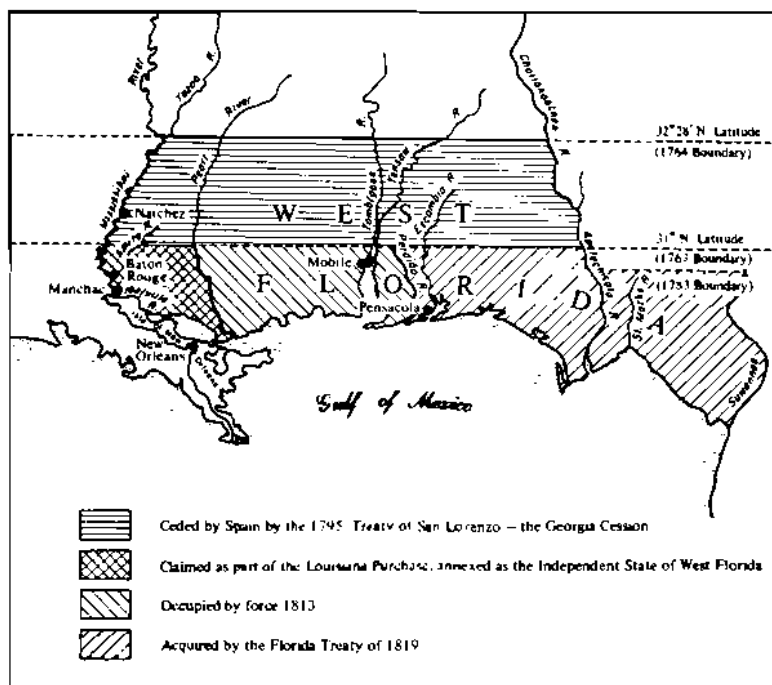 River
Yazoo R.
River
R.
Chattahoochee R.
32° 28' N. Latitude
(1764 Boundary)
Mississippi
Pearl
Tombigbee
Tensaw
R.
Escambia R.
Natchez
W E S T
31° N. Latitude
(1763 Boundary)
(1783 Boundary)
Baton
Rouge
Mobile
Perdido
Apalachicola R.
St. Marks R.
Manchac
F L O R I D A
Pensacola
New
Orleans
Orleans
Suwannee
Gulf of Mexico
Ceded by Spain by the 1795 Treaty of San Lorenzo – the Georgia Cession
Claimed as part of the Louisiana Purchase, annexed as the Independent State of West Florida
Occupied by force 1813
Acquired by the Florida Treaty of 1819